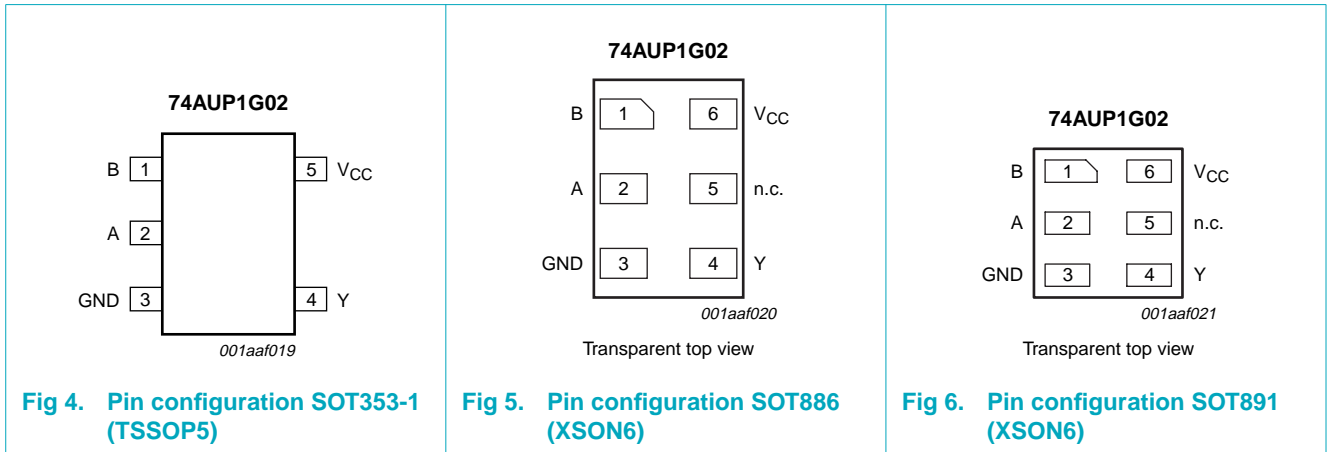 74AUP1G02
B 1
5 VCC
A 2
GND 3
4 Y
001aaf019
Fig 4. Pin configuration SOT353-1
(TSSOP5)
74AUP1G02
B 1 6 VCC
A 2 5 n.c.
GND 3 4 Y
001aaf020
Transparent top view
Fig 5. Pin configuration SOT886
(XSON6)
74AUP1G02
B 1 6 VCC
A 2 5 n.c.
GND 3 4 Y
001aaf021
Transparent top view
Fig 6. Pin configuration SOT891
(XSON6)